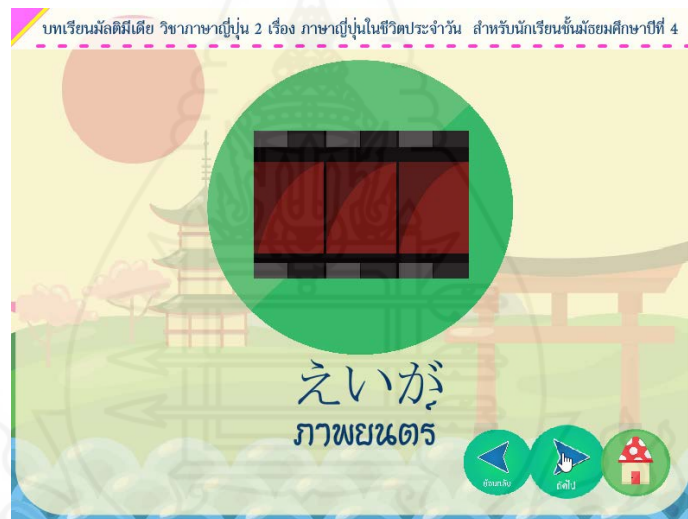 บทเรียนมัลติมีเดีย วิชาภาษาญี่ปุ่น 2 เรื่อง ภาษาญี่ปุ่นในชีวิตประจำวัน สำหรับนักเรียนชั้นมัธยมศึกษาปีที่ 4
えいが
ภาพยนตร์
ย้อนกลับ
ถัดไป